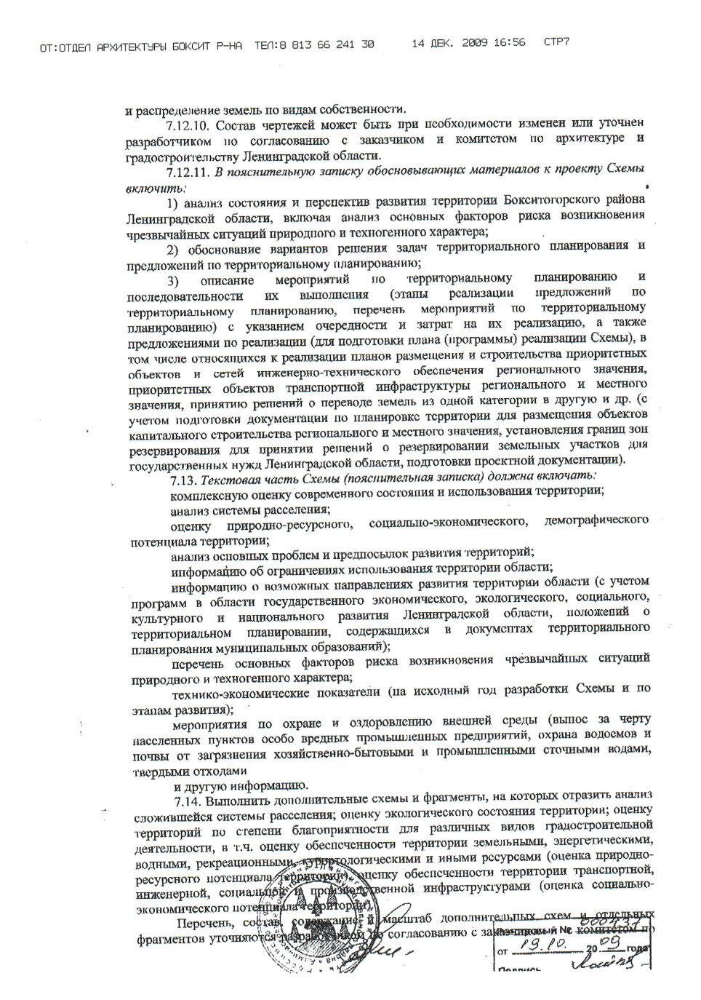 ОТ:ОТДЕЛ АРХИТЕКТУРЫ БОКСИТ Р-НА ТЕЛ:8 813 66 241 30 14 ДЕК. 2009 16:56 СТР7
и распределение земель по видам собственности.
7.12.10. Состав чертежей может быть при необходимости изменен или уточнен
разработчиком по согласованию с заказчиком и комитетом по архитектуре и
градостроительству Ленинградской области.
7.12.11. В пояснительную записку обосновывающих материалов к проекту Схемы
включить:
1) анализ состояния и перспектив развития территории Бокситогорского района
Ленинградской области, включая анализ основных факторов риска возникновения
чрезвычайных ситуаций природного и техногенного характера;
2) обоснование вариантов решения задач территориального планирования и
предложений по территориальному планированию;
3) описание мероприятий по территориальному планированию и
последовательности их выполнения (этапы реализации предложений по
территориальному планированию, перечень мероприятий по территориальному
планированию) с указанием очередности и затрат на их реализацию, а также
предложениями по реализации (для подготовки плана (программы) реализации Схемы), в
том числе относящихся к реализации планов размещения и строительства приоритетных
объектов и сетей инженерно-технического обеспечения регионального значения,
приоритетных объектов транспортной инфраструктуры регионального и местного
значения, принятию решений о переводе земель из одной категории в другую и др. (с
учетом подготовки документации по планировке территории для размещения объектов
капитального строительства регионального и местного значения, установления границ зон
резервирования для принятии решений о резервировании земельных участков для
государственных нужд Ленинградской области, подготовки проектной документации).
7.13. Текстовая часть Схемы (пояснительная записка) должна включать:
комплексную оценку современного состояния и использования территории;
анализ системы расселения;
оценку природно-ресурсного, социально-экономического, демографического
потенциала территории;
анализ основных проблем и предпосылок развития территорий;
информацию об ограничениях использования территории области;
информацию о возможных направлениях развития территории области (с учетом
программ в области государственного экономического, экологического, социального,
культурного и национального развития Ленинградской области, положений о
территориальном планировании, содержащихся в документах территориального
планирования муниципальных образований);
перечень основных факторов риска возникновения чрезвычайных ситуаций
природного и техногенного характера;
технико-экономические показатели (на исходный год разработки Схемы и по
этапам развития);
мероприятия по охране и оздоровлению внешней среды (вынос за черту
населенных пунктов особо вредных промышленных предприятий, охрана водоемов и
почвы от загрязнения хозяйственно-бытовыми и промышленными сточными водами,
твердыми отходами
и другую информацию.
7.14. Выполнить дополнительные схемы и фрагменты, на которых отразить анализ
сложившейся системы расселения; оценку экологического состояния территории; оценку
территорий по степени благоприятности для различных видов градостроительной
деятельности, в т.ч. оценку обеспеченности территории земельными, энергетическими,
водными, рекреационными, курортологическими и иными ресурсами (оценка природно-
ресурсного потенциала территории), оценку обеспеченности территории транспортной,
инженерной, социальной и производственной инфраструктурами (оценка социально-
экономического потенциала территории).
Перечень, состав, содержание и масштаб дополнительных схем и отдельных
фрагментов уточняются разработчиком по согласованию с заказчиком и с комитетом по
№ 000437
от 19.10. 2009 года
Подпись